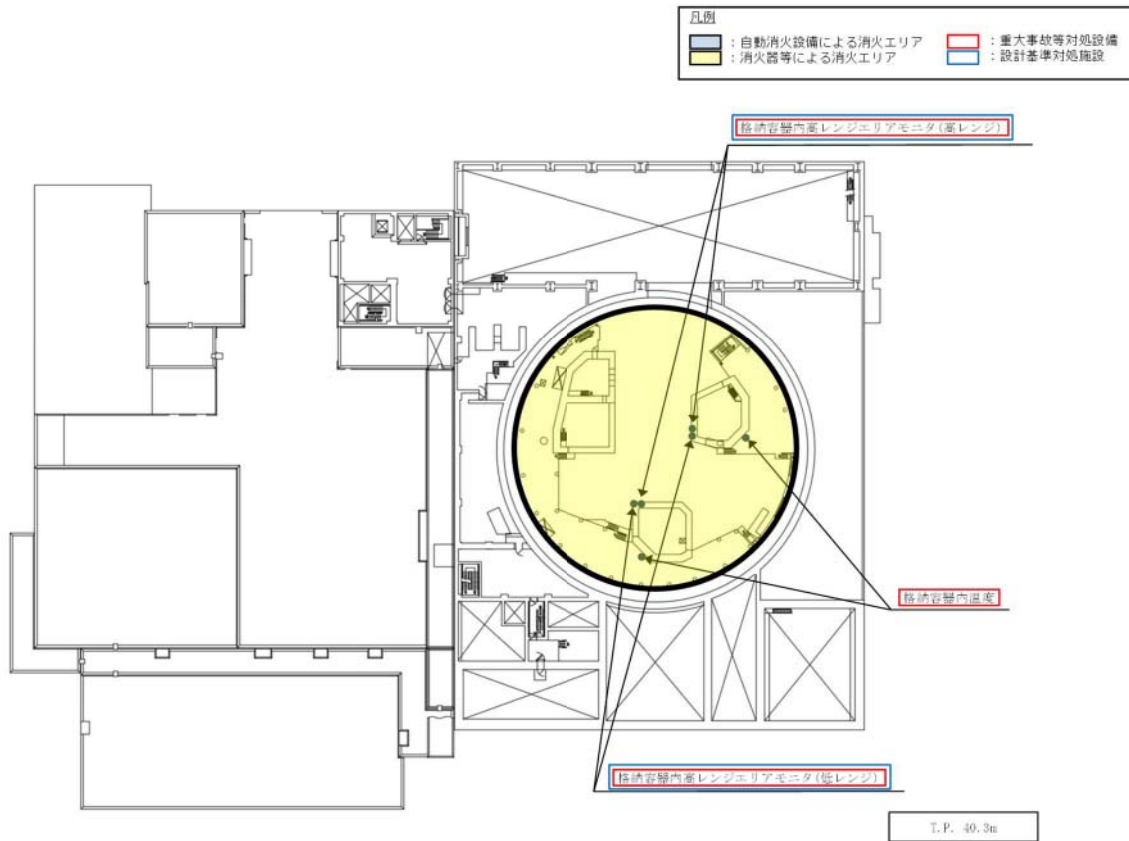 凡例
：自動消火設備による消火エリア
：重大事故等対処設備
：消火器等による消火エリア
：設計基準対処施設
格納容器内高レンジエリアモニタ(高レンジ)
格納容器内温度
格納容器内高レンジエリアモニタ(低レンジ)
T.P. 40.3m